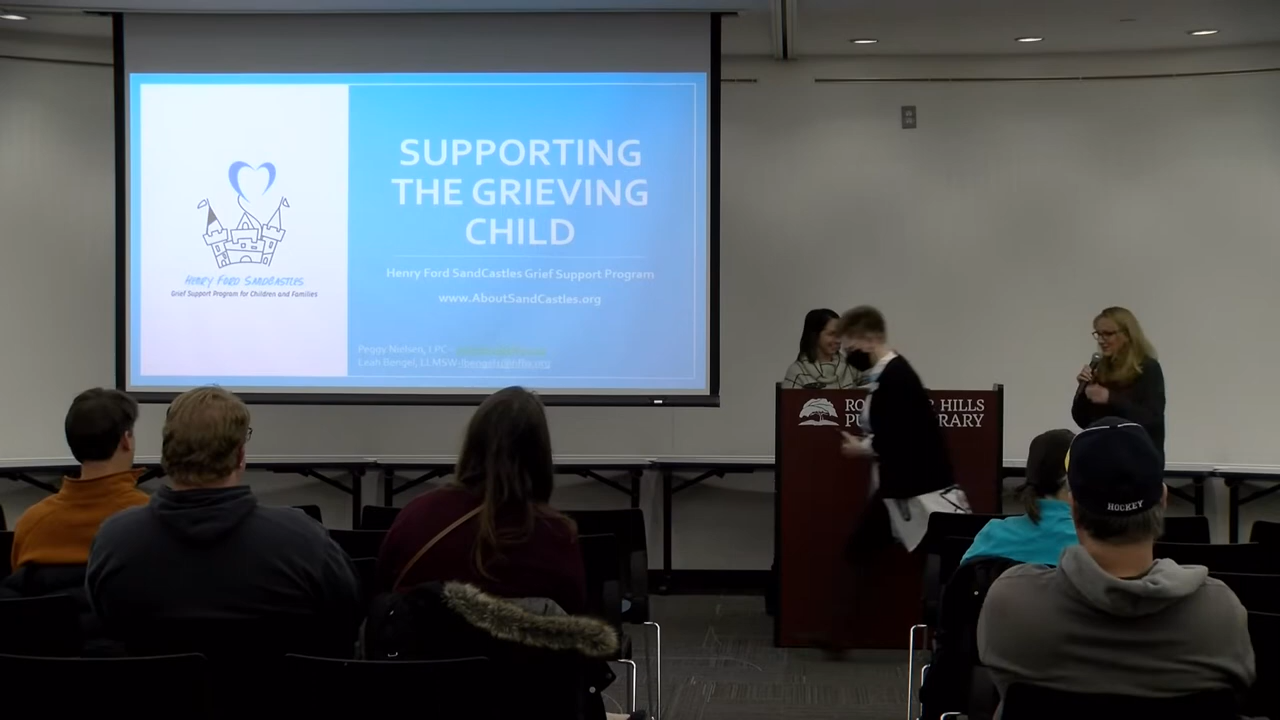 SUPPORTING
THE GRIEVING
CHILD
Henry Ford SandCastles Grief Support Program
www.AboutSandCastles.org
Henry Ford SandCastles
Grief Support Program for Children and Families
Peggy Nielsen, LPC -
Leah Bengel, LLMSW
HILLS
HOCKEY